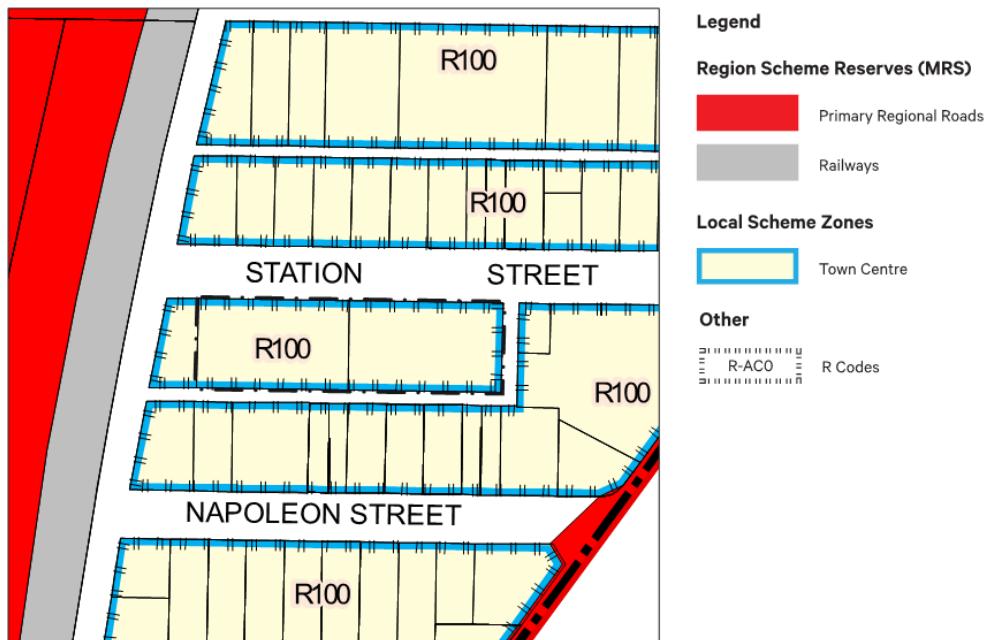 R100
R100
STATION STREET
R100
R100
NAPOLEON STREET
R100
Legend
Region Scheme Reserves (MRS)
Primary Regional Roads
Railways
Local Scheme Zones
Town Centre
Other
R-AC0
R Codes